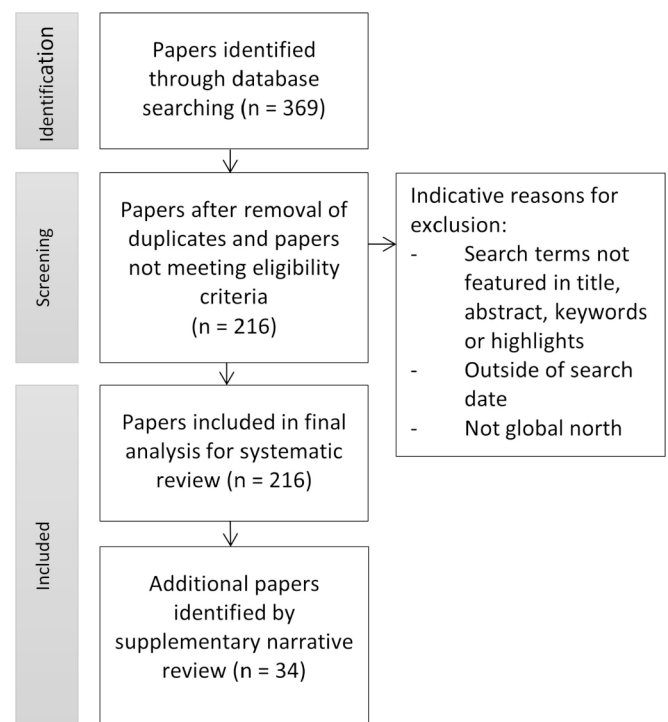 Identification
Papers identified
through database
searching (n = 369)
Screening
Papers after removal of
duplicates and papers
not meeting eligibility
criteria
(n = 216)
Indicative reasons for
exclusion:
- Search terms not
featured in title,
abstract, keywords
or highlights
- Outside of search
date
- Not global north
Included
Papers included in final
analysis for systematic
review (n = 216)
Additional papers
identified by
supplementary narrative
review (n = 34)